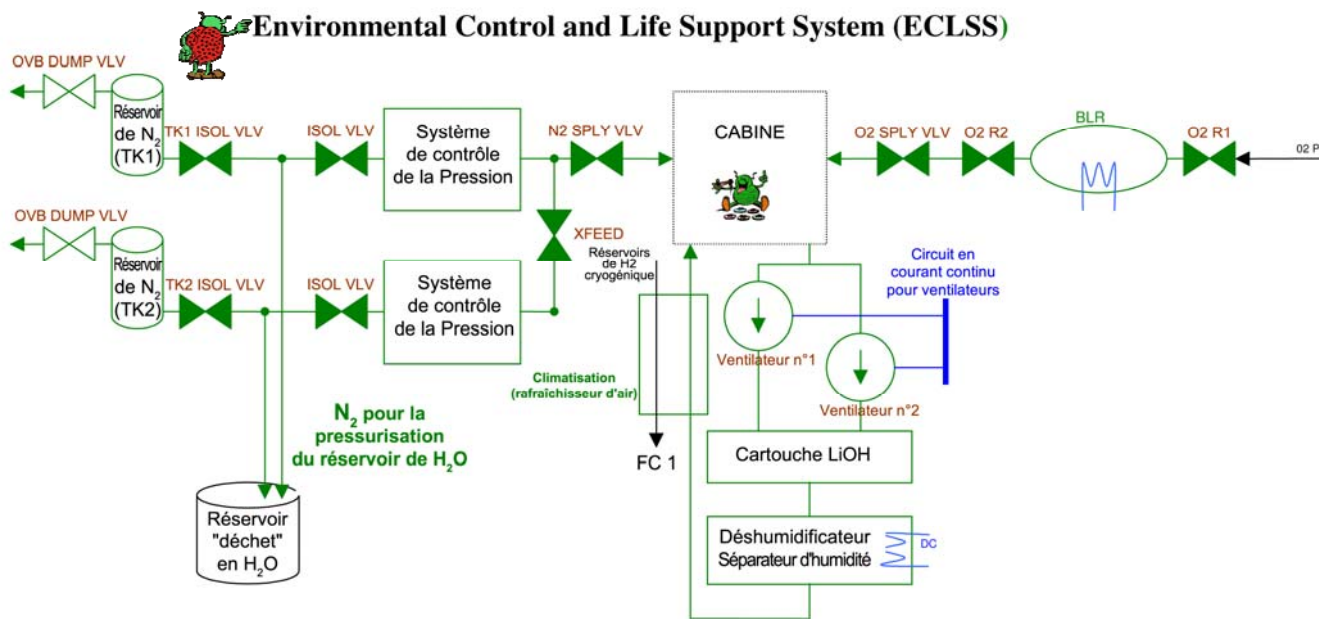 Environmental Control and Life Support System (ECLSS)
OVB DUMP VLV
Réservoir
de N2
(TK1)
TK1 ISOL VLV
ISOL VLV
Système
de contrôle
de la Pression
N2 SPLY VLV
CABINE
O2 SPLY VLV
O2 R2
BLR
O2 R1
02 P
OVB DUMP VLV
Réservoir
de N2
(TK2)
TK2 ISOL VLV
ISOL VLV
Système
de contrôle
de la Pression
XFEED
Réservoirs
de H2
cryogénique
Circuit en
courant continu
pour ventilateurs
Ventilateur n°1
Ventilateur n°2
Climatisation
(rafraîchisseur d'air)
FC 1
N2 pour la
pressurisation
du réservoir de H2O
Cartouche LiOH
Réservoir
"déchet"
en H2O
Déshumidificateur
Séparateur d'humidité
DC